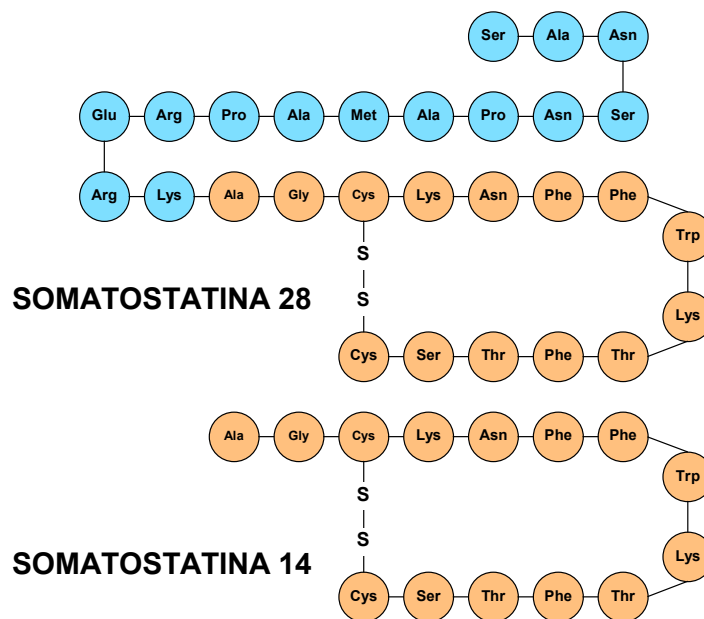 Ser Ala Asn
Glu Arg Pro Ala Met Ala Pro Asn Ser
Arg Lys Ala Gly Cys Lys Asn Phe Phe
Trp
S
S
SOMATOSTATINA 28
Lys
Cys Ser Thr Phe Thr
Ala Gly Cys Lys Asn Phe Phe
Trp
S
S
SOMATOSTATINA 14
Lys
Cys Ser Thr Phe Thr